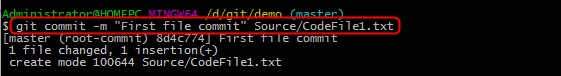 Administrator@HOMEPC MINGW64 /d/git/demo (master)
$ git commit -m "First file commit" Source/CodeFile1.txt
[master (root-commit) 8d4c774] First file commit
 1 file changed, 1 insertion(+)
 create mode 100644 Source/CodeFile1.txt